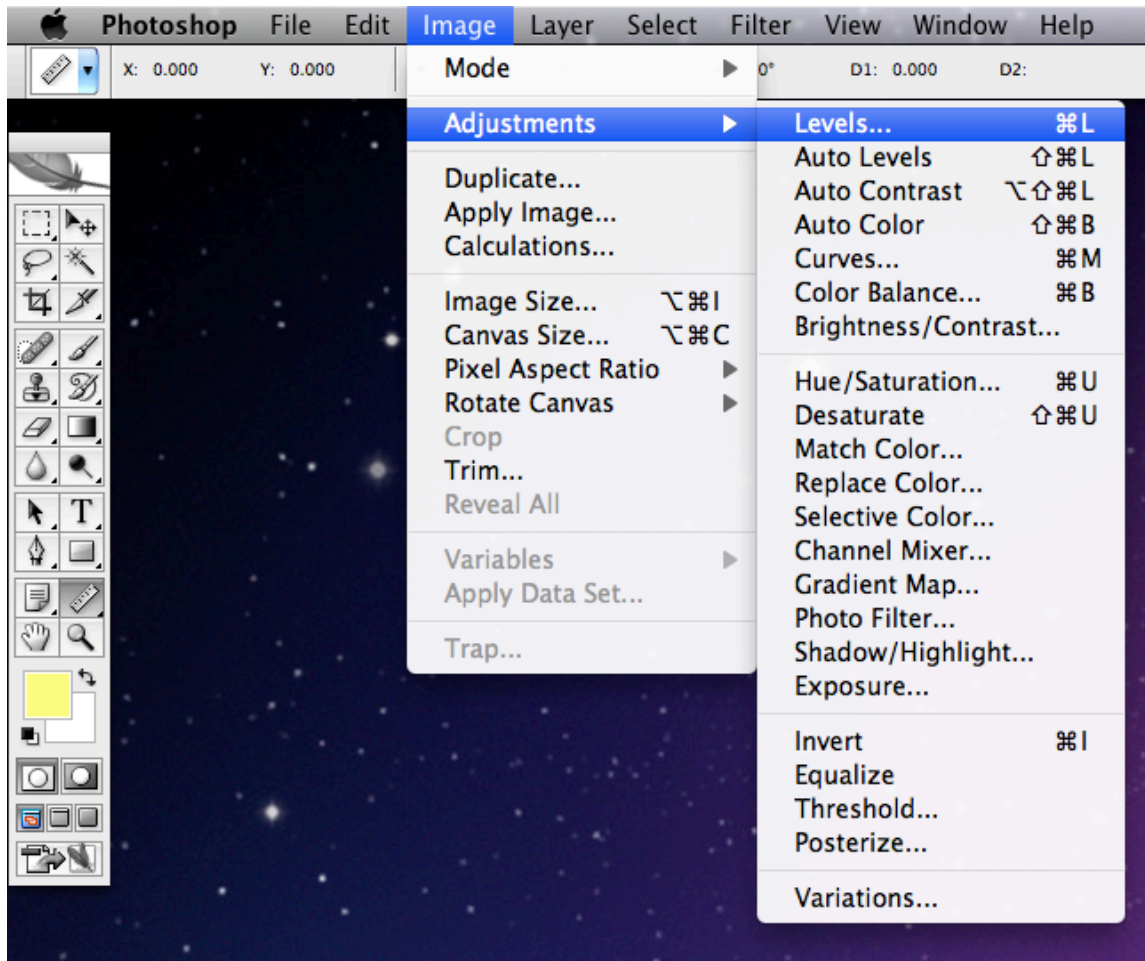 Photoshop File Edit Image Layer Select Filter View Window Help
X: 0.000 Y: 0.000 0° D1: 0.000 D2:
Mode
Adjustments
Duplicate...
Apply Image...
Calculations...
Image Size... ⌥⌘I
Canvas Size... ⌥⌘C
Pixel Aspect Ratio
Rotate Canvas
Crop
Trim...
Reveal All
Variables
Apply Data Set...
Trap...
Levels... ⌘L
Auto Levels ⇧⌘L
Auto Contrast ⌥⇧⌘L
Auto Color ⇧⌘B
Curves... ⌘M
Color Balance... ⌘B
Brightness/Contrast...
Hue/Saturation... ⌘U
Desaturate ⇧⌘U
Match Color...
Replace Color...
Selective Color...
Channel Mixer...
Gradient Map...
Photo Filter...
Shadow/Highlight...
Exposure...
Invert ⌘I
Equalize
Threshold...
Posterize...
Variations...
T